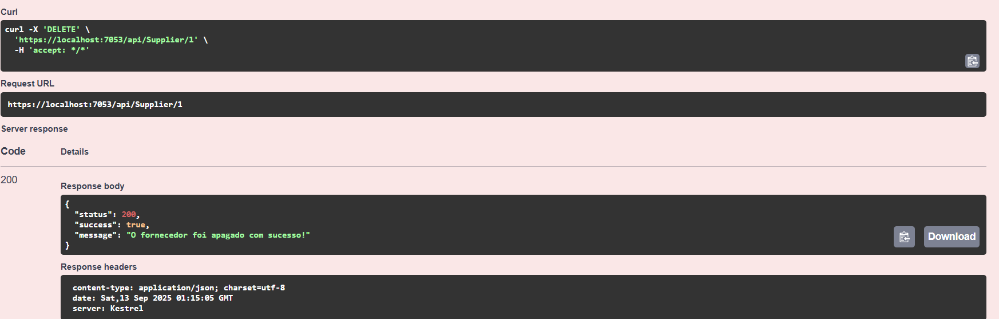 Curl
curl -X 'DELETE' \
'https://localhost:7053/api/Supplier/1' \
-H 'accept: */*'
Request URL
https://localhost:7053/api/Supplier/1
Server response
Code Details
200
Response body
{
"status": 200,
"success": true,
"message": "O fornecedor foi apagado com sucesso!"
}
Download
Response headers
content-type: application/json; charset=utf-8
date: Sat,13 Sep 2025 01:15:05 GMT
server: Kestrel